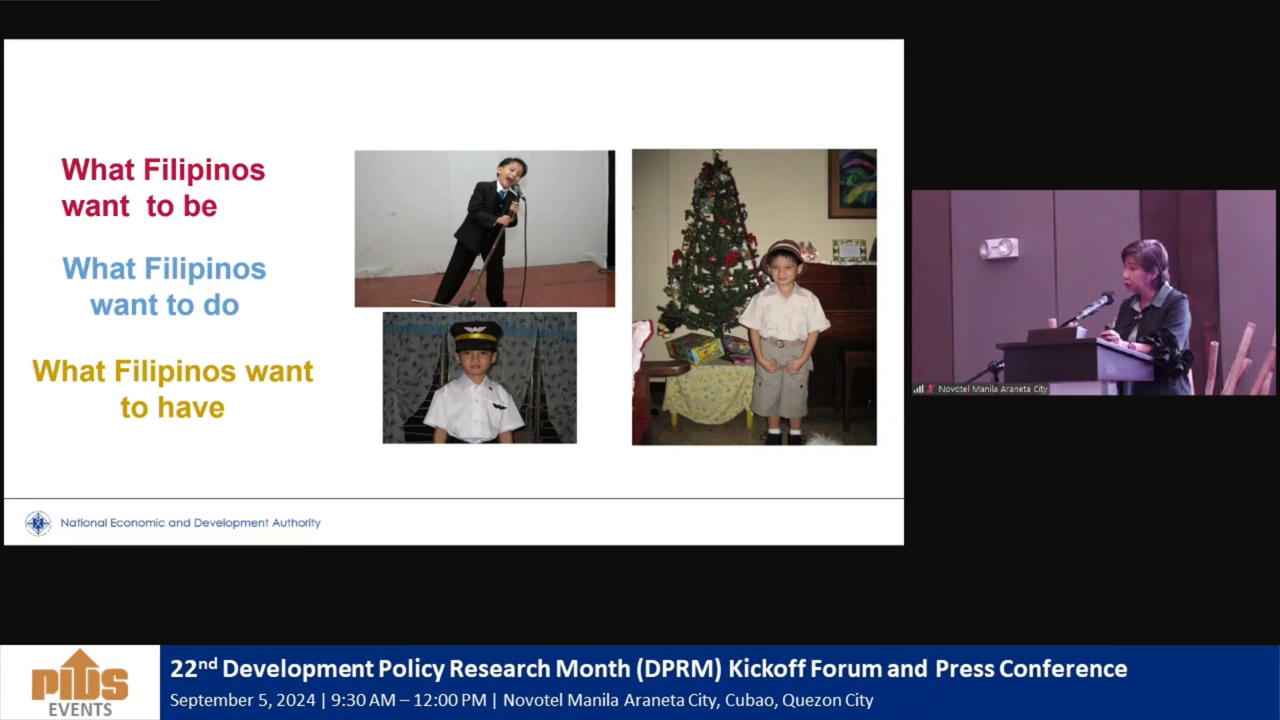 What Filipinos
want to be
What Filipinos
want to do
What Filipinos want
to have
National Economic and Development Authority
Novotel Manila Araneta City
pids
EVENTS
22nd Development Policy Research Month (DPRM) Kickoff Forum and Press Conference
September 5, 2024 | 9:30 AM – 12:00 PM | Novotel Manila Araneta City, Cubao, Quezon City